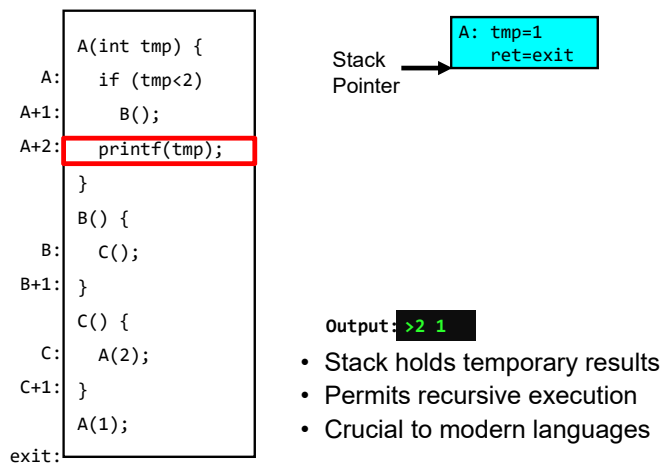 A(int tmp) {
A: if (tmp<2)
A+1: B();
A+2: printf(tmp);
}
B() {
B: C();
B+1: }
C() {
C: A(2);
C+1: }
A(1);
exit:
Stack
Pointer
A: tmp=1
ret=exit
Output: >2 1
• Stack holds temporary results
• Permits recursive execution
• Crucial to modern languages